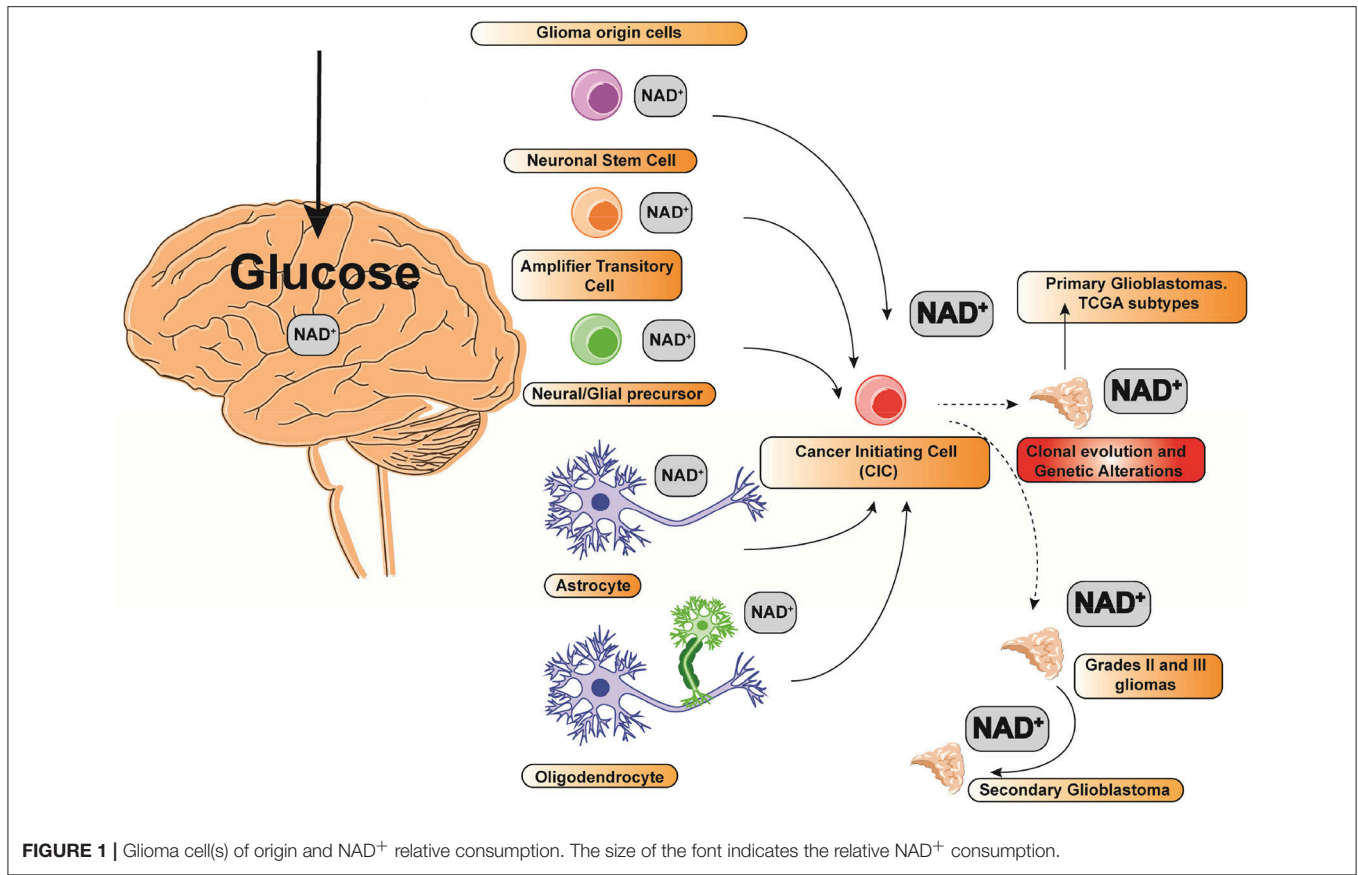 Glioma origin cells
NAD⁺
Neuronal Stem Cell
NAD⁺
Amplifier Transitory
Cell
NAD⁺
Neural/Glial precursor
Glucose
NAD⁺
NAD⁺
Primary Glioblastomas.
TCGA subtypes
NAD⁺
Clonal evolution and
Genetic Alterations
Cancer Initiating Cell
(CIC)
NAD⁺
Astrocyte
NAD⁺
Oligodendrocyte
NAD⁺
Grades II and III
gliomas
NAD⁺
Secondary Glioblastoma
FIGURE 1 | Glioma cell(s) of origin and NAD⁺ relative consumption. The size of the font indicates the relative NAD⁺ consumption.